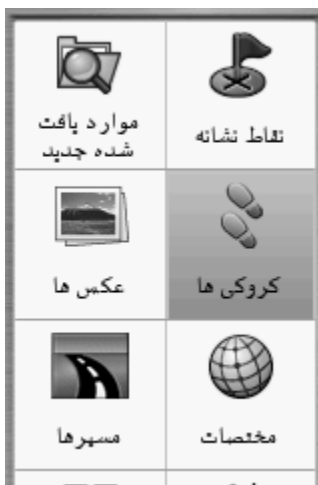 نقاط نشانه
موارد یافت
شده جدید
کروکی ها
عکس ها
مختصات
مسیرها